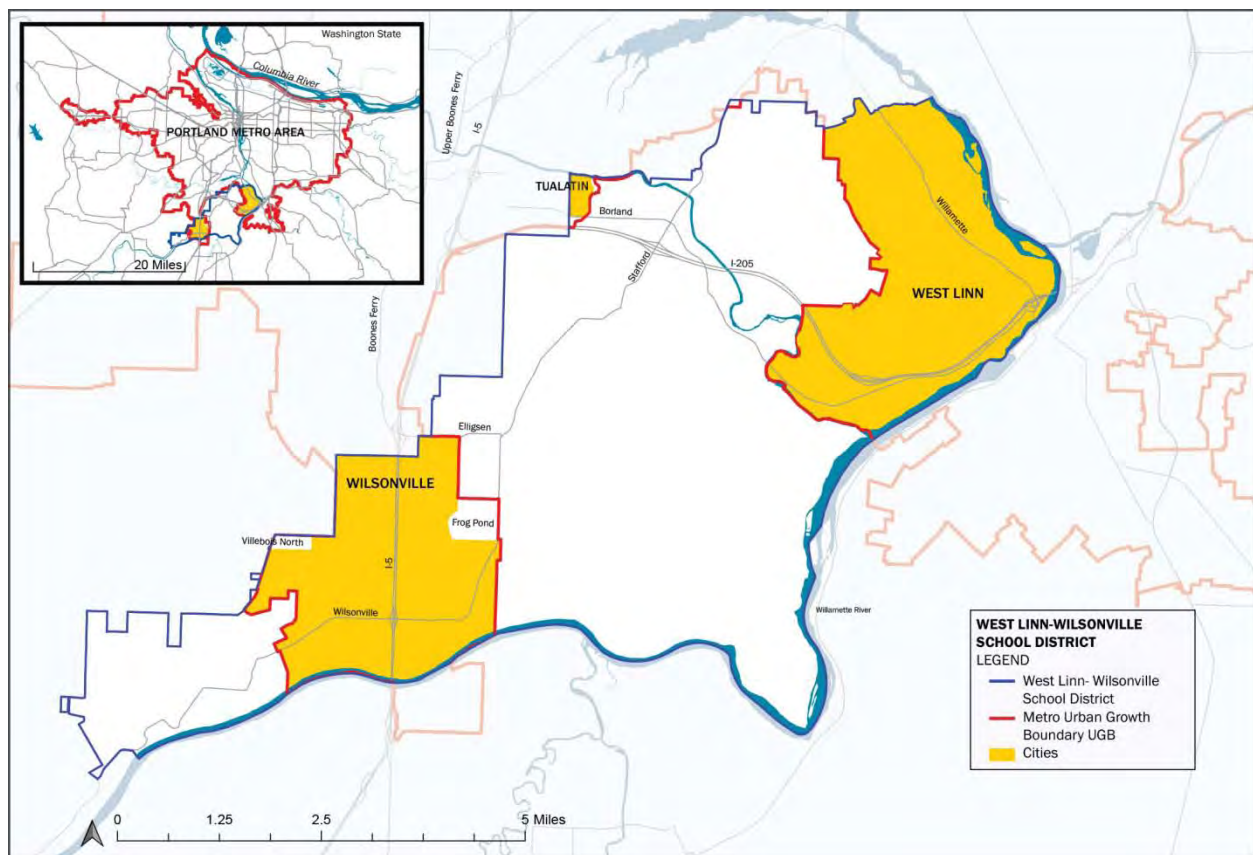 Washington State
Columbia River
PORTLAND METRO AREA
20 Miles
Upper Boones Ferry
I-5
TUALATIN
Borland
Stafford
I-205
Willamette
WEST LINN
Boones Ferry
I-5
Elligsen
WILSONVILLE
Frog Pond
Villebois North
I-5
Wilsonville
Willamette River
WEST LINN-WILSONVILLE
SCHOOL DISTRICT
LEGEND
West Linn- Wilsonville
School District
Metro Urban Growth
Boundary UGB
Cities
0 1.25 2.5 5 Miles